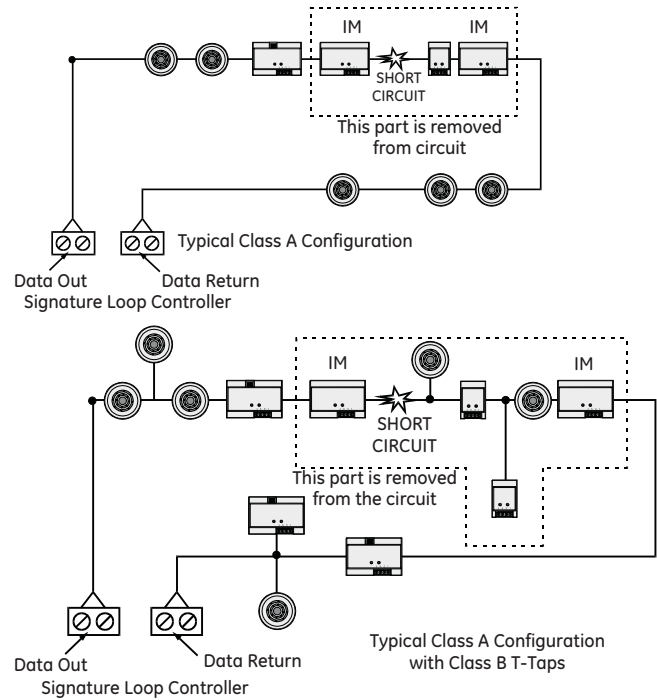 IM
IM
SHORT
CIRCUIT
This part is removed
from circuit
Typical Class A Configuration
Data Out
Data Return
Signature Loop Controller
IM
IM
SHORT
CIRCUIT
This part is removed
from the circuit
Typical Class A Configuration
with Class B T-Taps
Data Out
Data Return
Signature Loop Controller